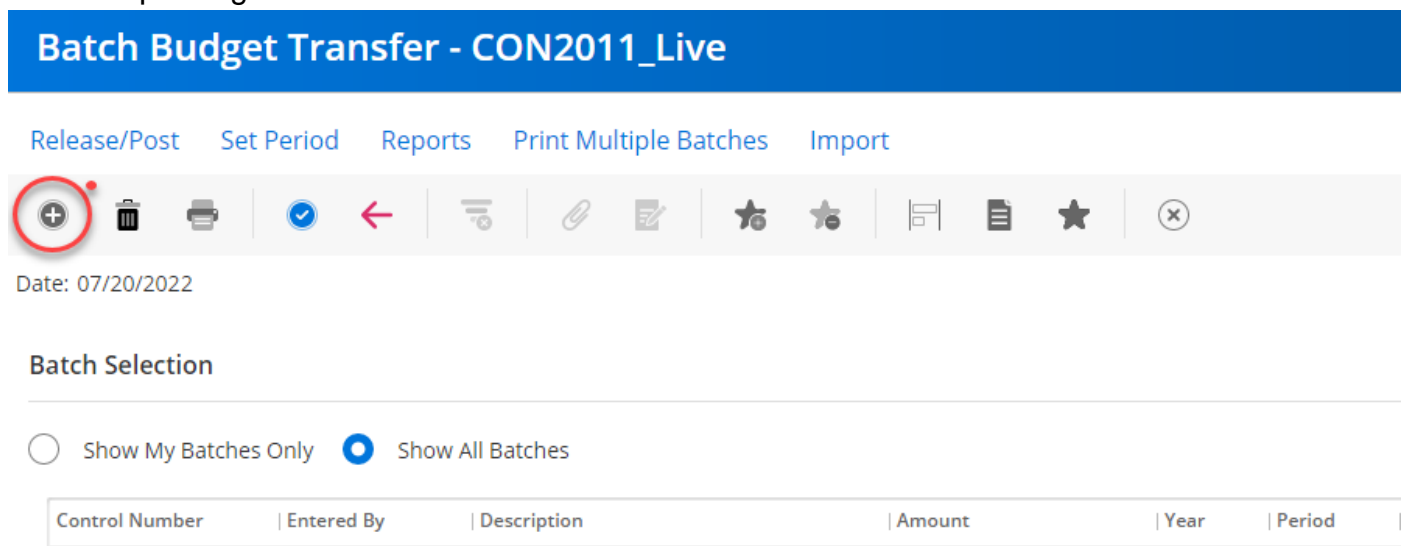 Batch Budget Transfer - CON2011_Live
Release/Post Set Period Reports Print Multiple Batches Import
Date: 07/20/2022
Batch Selection
Show My Batches Only Show All Batches
Control Number Entered By Description Amount Year Period